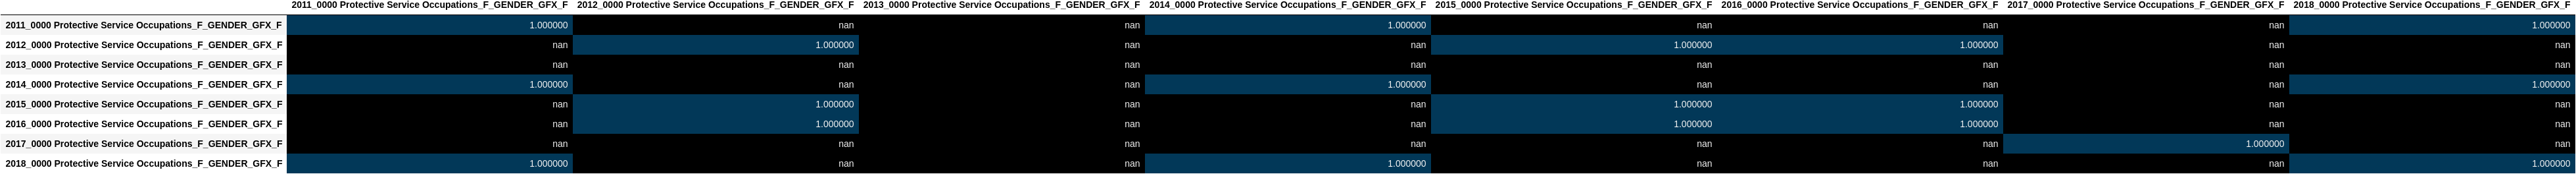 2011_0000 Protective Service Occupations_F_GENDER_GFX_F 2012_0000 Protective Service Occupations_F_GENDER_GFX_F 2013_0000 Protective Service Occupations_F_GENDER_GFX_F 2014_0000 Protective Service Occupations_F_GENDER_GFX_F 2015_0000 Protective Service Occupations_F_GENDER_GFX_F 2016_0000 Protective Service Occupations_F_GENDER_GFX_F 2017_0000 Protective Service Occupations_F_GENDER_GFX_F 2018_0000 Protective Service Occupations_F_GENDER_GFX_F
2011_0000 Protective Service Occupations_F_GENDER_GFX_F 1.000000 nan nan 1.000000 nan nan nan 1.000000
2012_0000 Protective Service Occupations_F_GENDER_GFX_F nan 1.000000 nan nan 1.000000 1.000000 nan nan
2013_0000 Protective Service Occupations_F_GENDER_GFX_F nan nan nan nan nan nan nan nan
2014_0000 Protective Service Occupations_F_GENDER_GFX_F 1.000000 nan nan 1.000000 nan nan nan 1.000000
2015_0000 Protective Service Occupations_F_GENDER_GFX_F nan 1.000000 nan nan 1.000000 1.000000 nan nan
2016_0000 Protective Service Occupations_F_GENDER_GFX_F nan 1.000000 nan nan 1.000000 1.000000 nan nan
2017_0000 Protective Service Occupations_F_GENDER_GFX_F nan nan nan nan nan nan 1.000000 nan
2018_0000 Protective Service Occupations_F_GENDER_GFX_F 1.000000 nan nan 1.000000 nan nan nan 1.000000